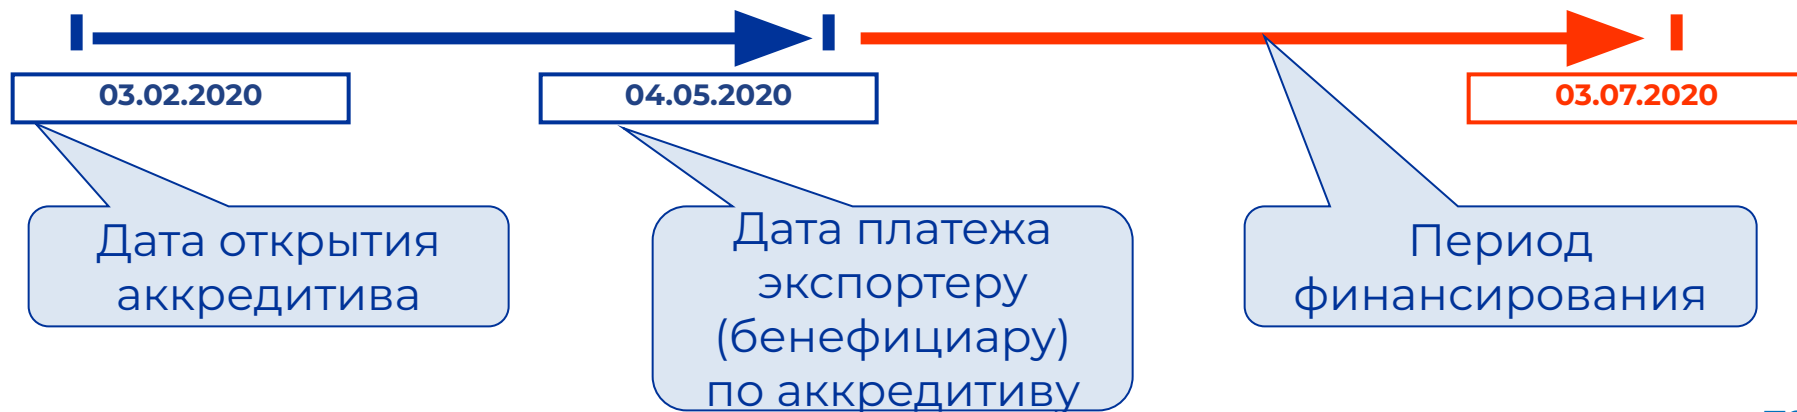 03.02.2020
04.05.2020
03.07.2020
Дата открытия
аккредитива
Дата платежа
экспортеру
(бенефициару)
по аккредитиву
Период
финансирования